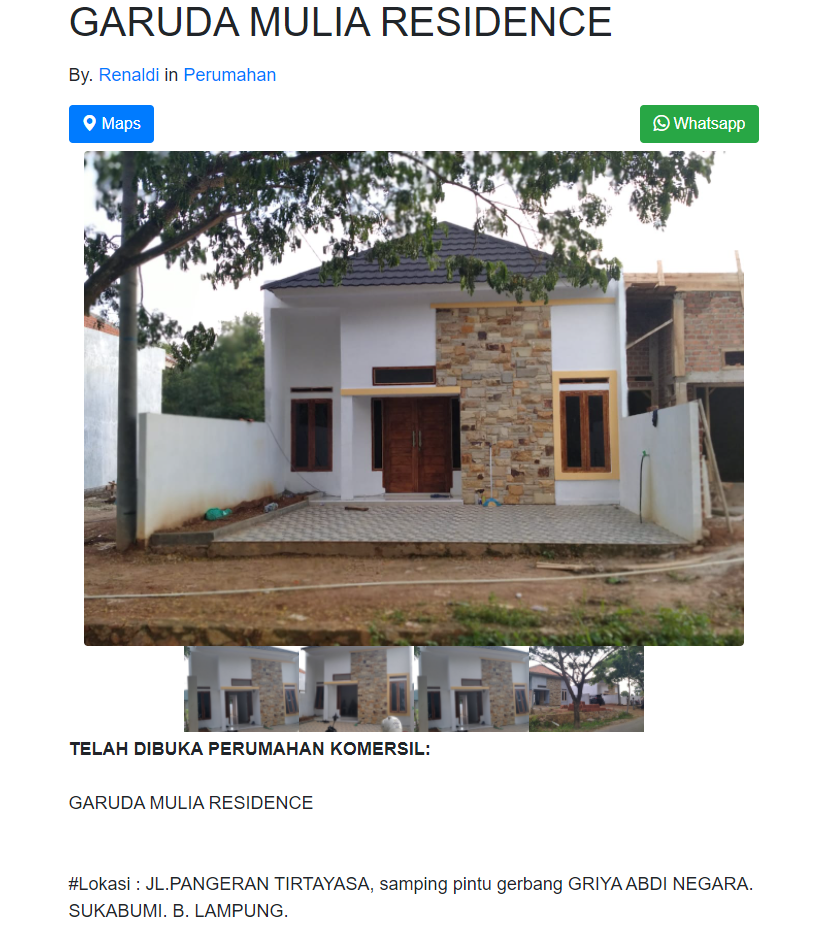 GARUDA MULIA RESIDENCE
By. Renaldi in Perumahan
Maps
Whatsapp
TELAH DIBUKA PERUMAHAN KOMERSIL:
GARUDA MULIA RESIDENCE
#Lokasi : JL.PANGERAN TIRTAYASA, samping pintu gerbang GRIYA ABDI NEGARA.
SUKABUMI. B. LAMPUNG.